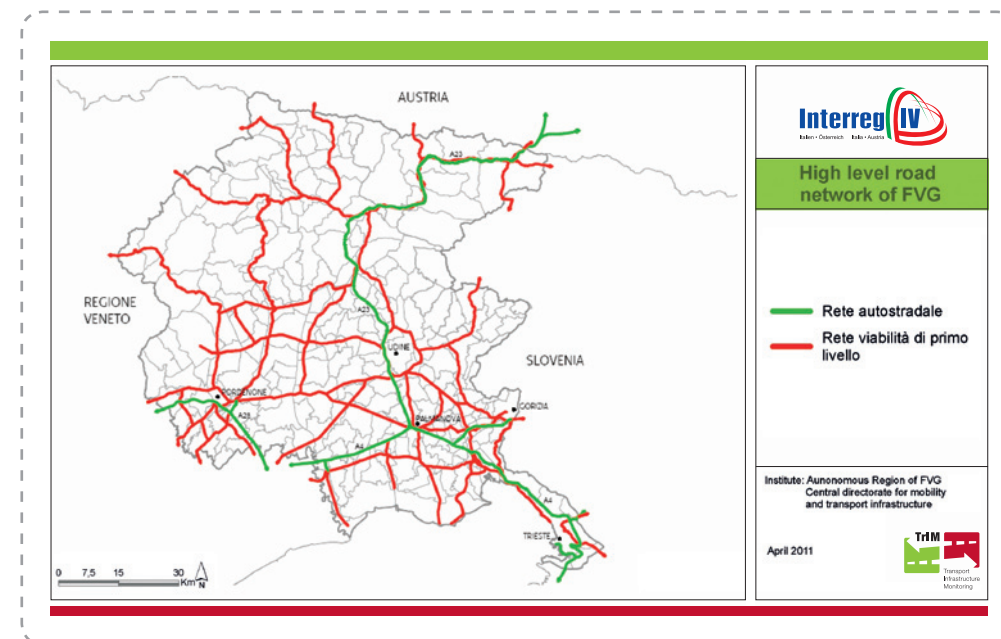 AUSTRIA
A23
REGIONE
VENETO
A23
UDINE
SLOVENIA
PORDENONE
A28
GORIZIA
PALMANOVA
A4
A4
TRIESTE
0 7,5 15 30
Km
N
Interreg IV
Italien • Österreich Italia • Austria
High level road
network of FVG
Rete autostradale
Rete viabilità di primo
livello
Institute: Aunonomous Region of FVG
Central directorate for mobility
and transport infrastructure
April 2011
TrIM
Transport
Infrastructure
Monitoring